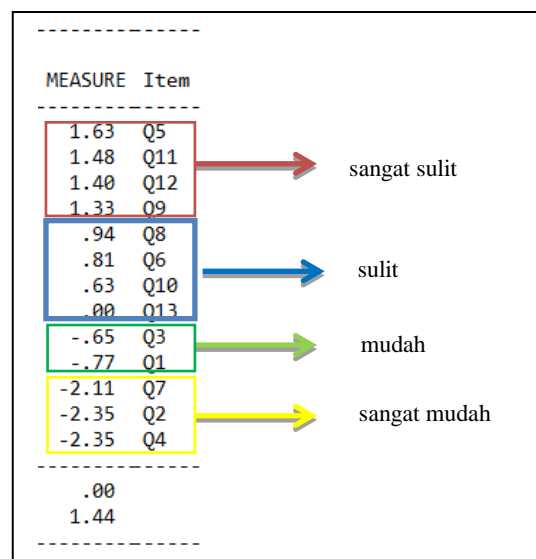 ---------------
MEASURE Item
---------------
1.63 Q5
1.48 Q11
1.40 Q12
1.33 Q9
sangat sulit
.94 Q8
.81 Q6
.63 Q10
.00 Q13
sulit
-.65 Q3
-.77 Q1
mudah
-2.11 Q7
-2.35 Q2
-2.35 Q4
sangat mudah
---------------
.00
1.44
---------------